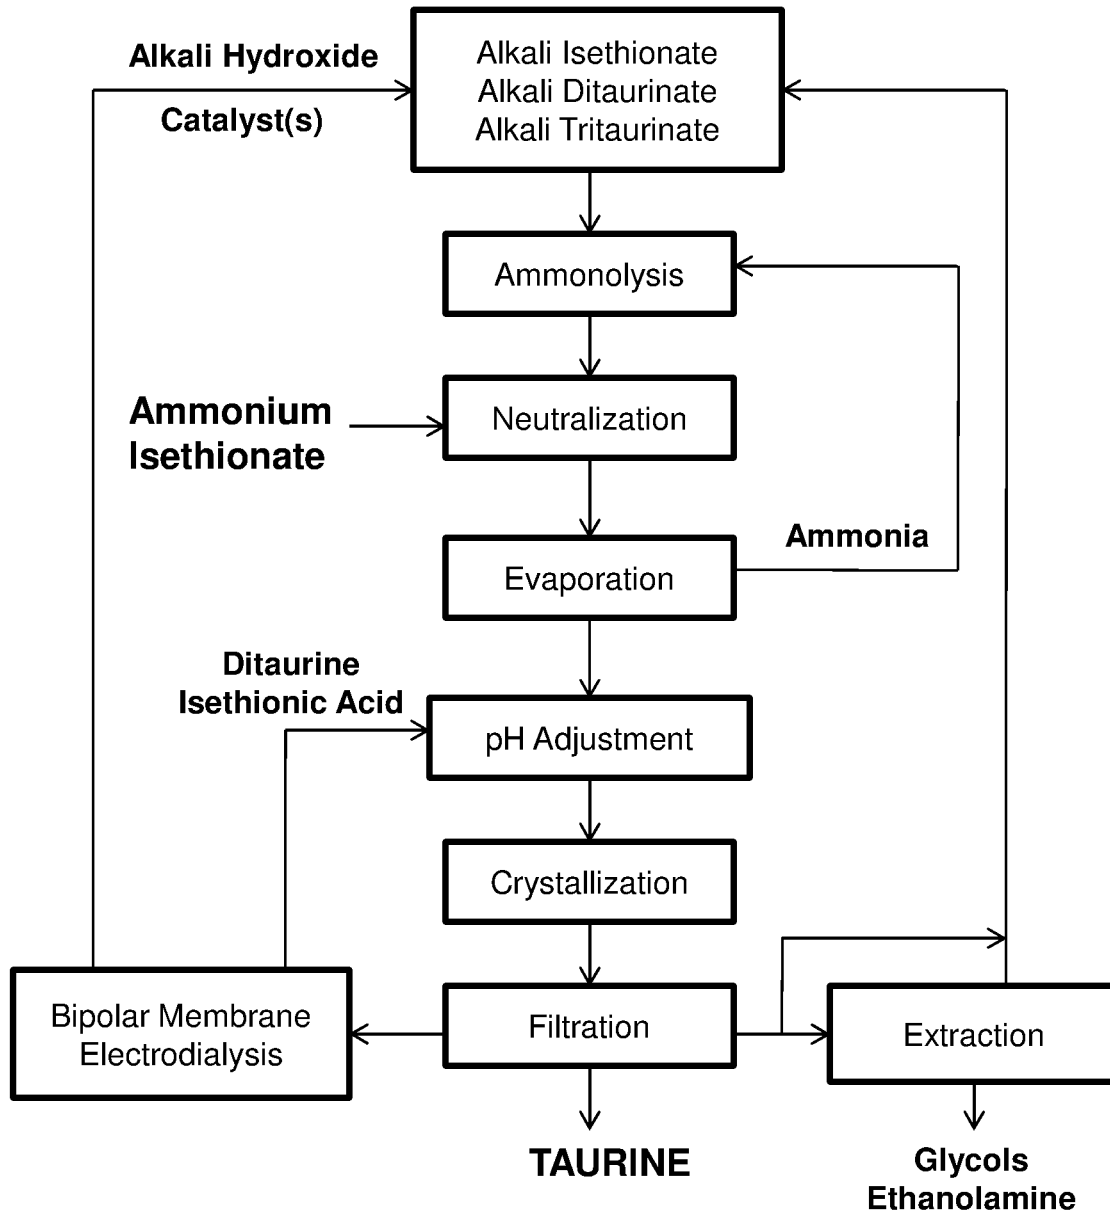 Alkali Hydroxide
Catalyst(s)
Alkali Isethionate
Alkali Ditaurinate
Alkali Tritaurinate
Ammonolysis
Ammonium
Isethionate
Neutralization
Evaporation
Ammonia
Ditaurine
Isethionic Acid
pH Adjustment
Crystallization
Bipolar Membrane
Electrodialysis
Filtration
Extraction
TAURINE
Glycols
Ethanolamine